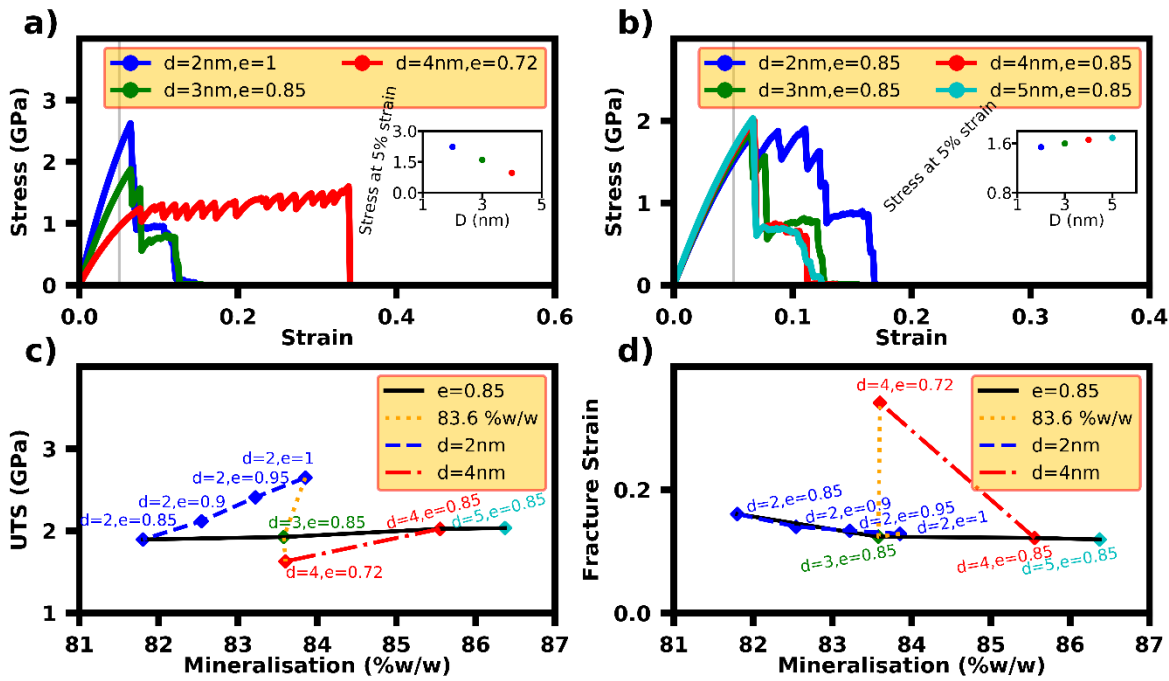 a)
d=2nm,e=1
d=3nm,e=0.85
d=4nm,e=0.72
Stress (GPa)
3
2
1
0
0.0
0.2
0.4
0.6
Strain
Stress at 5% strain
3.0
1.5
0.0
1
3
5
D (nm)
b)
d=2nm,e=0.85
d=3nm,e=0.85
d=4nm,e=0.85
d=5nm,e=0.85
Stress (GPa)
3
2
1
0
0.0
0.1
0.2
0.3
0.4
Strain
Stress at 5% strain
1.6
0.8
1
3
5
D (nm)
c)
e=0.85
83.6 %w/w
d=2nm
d=4nm
UTS (GPa)
3
2
1
d=2,e=1
d=2,e=0.95
d=2,e=0.9
d=2,e=0.85
d=3,e=0.85
d=4,e=0.85
d=5,e=0.85
d=4,e=0.72
81
82
83
84
85
86
87
Mineralisation (%w/w)
d)
e=0.85
83.6 %w/w
d=2nm
d=4nm
Fracture Strain
0.2
0.0
d=4,e=0.72
d=2,e=0.85
d=2,e=0.9
d=2,e=0.95
d=2,e=1
d=3,e=0.85
d=4,e=0.85
d=5,e=0.85
81
82
83
84
85
86
87
Mineralisation (%w/w)